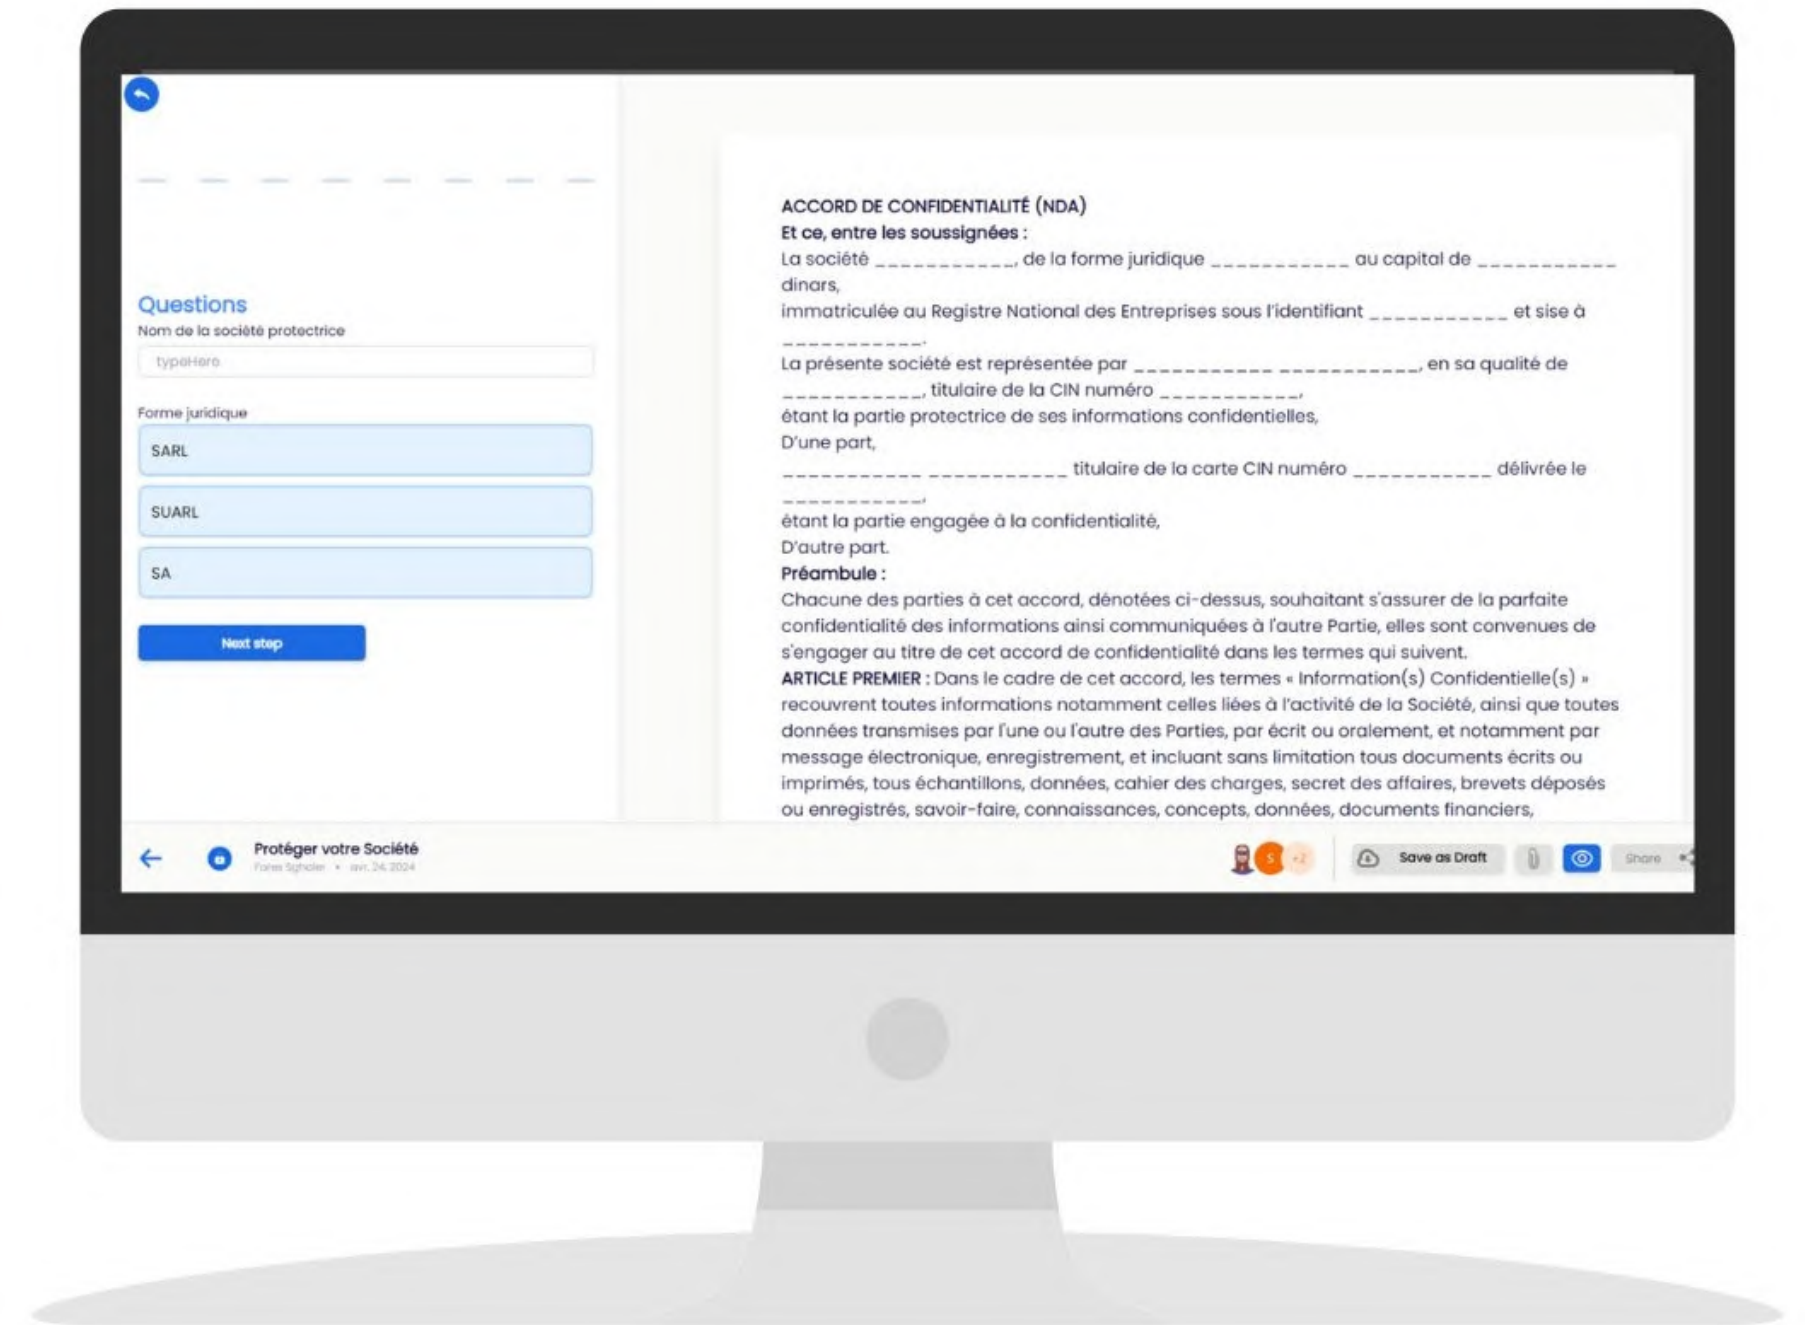 Questions
Nom de la société protectrice
typeHere
Forme juridique
SARL
SUARL
SA
Next step
ACCORD DE CONFIDENTIALITÉ (NDA)
Et ce, entre les soussignées :
La société ___________, de la forme juridique ___________ au capital de ___________
dinars,
immatriculée au Registre National des Entreprises sous l'identifiant ___________ et sise à
___________.
La présente société est représentée par ___________ ___________, en sa qualité de
___________, titulaire de la CIN numéro ___________,
étant la partie protectrice de ses informations confidentielles,
D'une part,
___________ ___________ titulaire de la carte CIN numéro ___________ délivrée le
___________,
étant la partie engagée à la confidentialité,
D'autre part.
Préambule :
Chacune des parties à cet accord, dénotées ci-dessus, souhaitant s'assurer de la parfaite
confidentialité des informations ainsi communiquées à l'autre Partie, elles sont convenues de
s'engager au titre de cet accord de confidentialité dans les termes qui suivent.
ARTICLE PREMIER : Dans le cadre de cet accord, les termes « Information(s) Confidentielle(s) »
recouvrent toutes informations notamment celles liées à l'activité de la Société, ainsi que toutes
données transmises par l'une ou l'autre des Parties, par écrit ou oralement, et notamment par
message électronique, enregistrement, et incluant sans limitation tous documents écrits ou
imprimés, tous échantillons, données, cahier des charges, secret des affaires, brevets déposés
ou enregistrés, savoir-faire, connaissances, concepts, données, documents financiers,
Protéger votre Société
avr. 24, 2024
S +2 Save as Draft Share